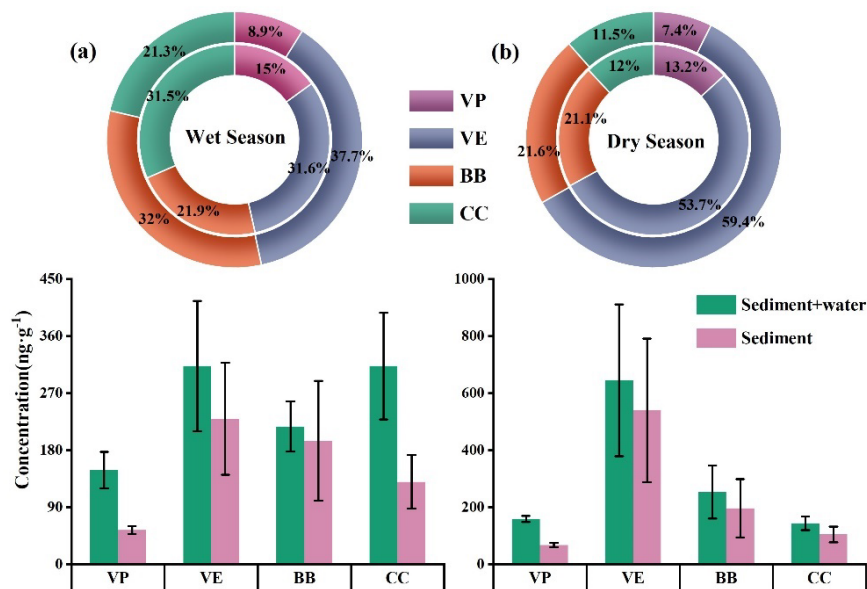 (a)
8.9%
21.3%
15%
31.5%
Wet Season
37.7%
31.6%
21.9%
32%
VP
VE
BB
CC
(b)
11.5%
7.4%
12%
13.2%
21.1%
Dry Season
21.6%
53.7%
59.4%
Concentration(ng·g⁻¹)
450
360
270
180
90
0
VP
VE
BB
CC
1000
800
600
400
200
0
Sediment+water
Sediment
VP
VE
BB
CC